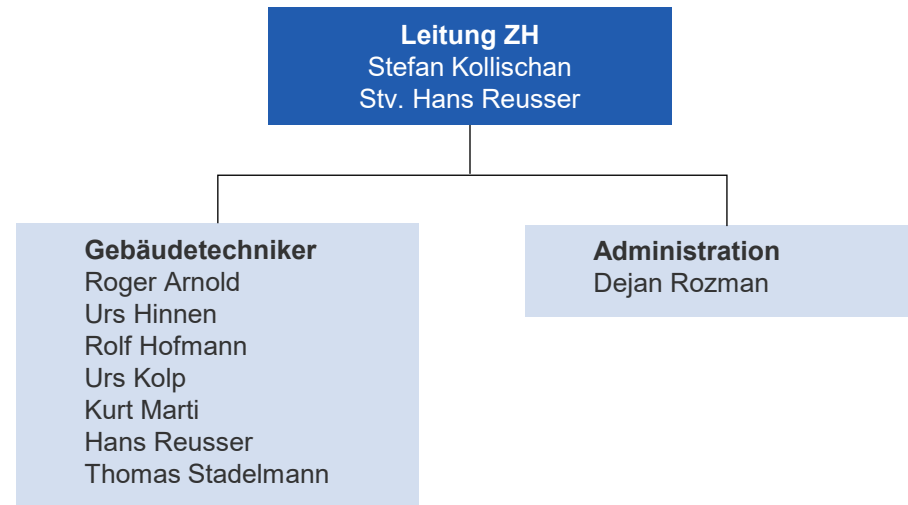 Leitung ZH
Stefan Kollischan
Stv. Hans Reusser
Gebäudetechniker
Roger Arnold
Urs Hinnen
Rolf Hofmann
Urs Kolp
Kurt Marti
Hans Reusser
Thomas Stadelmann
Administration
Dejan Rozman